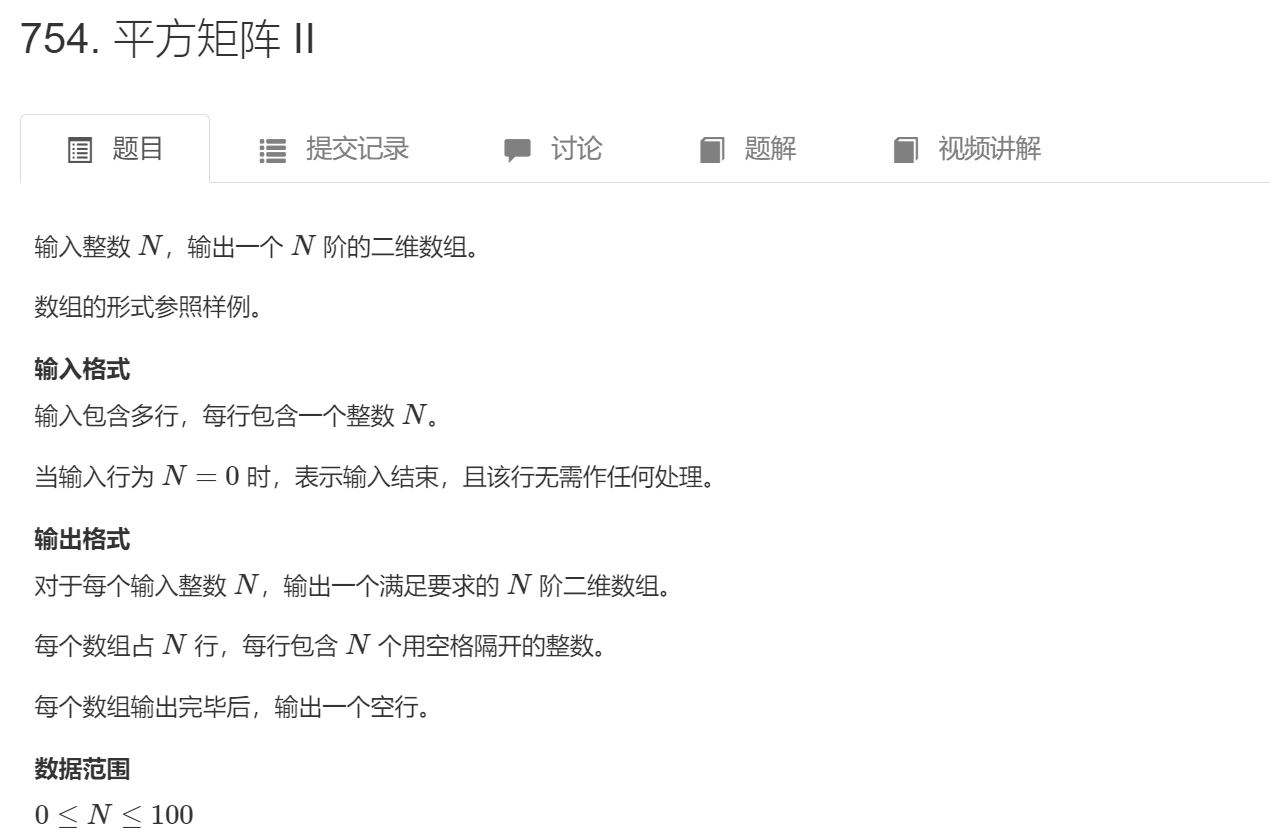 754. 平方矩阵 II
题目 提交记录 讨论 题解 视频讲解
输入整数 N，输出一个 N 阶的二维数组。
数组的形式参照样例。
输入格式
输入包含多行，每行包含一个整数 N。
当输入行为 N = 0 时，表示输入结束，且该行无需作任何处理。
输出格式
对于每个输入整数 N，输出一个满足要求的 N 阶二维数组。
每个数组占 N 行，每行包含 N 个用空格隔开的整数。
每个数组输出完毕后，输出一个空行。
数据范围
0 ≤ N ≤ 100